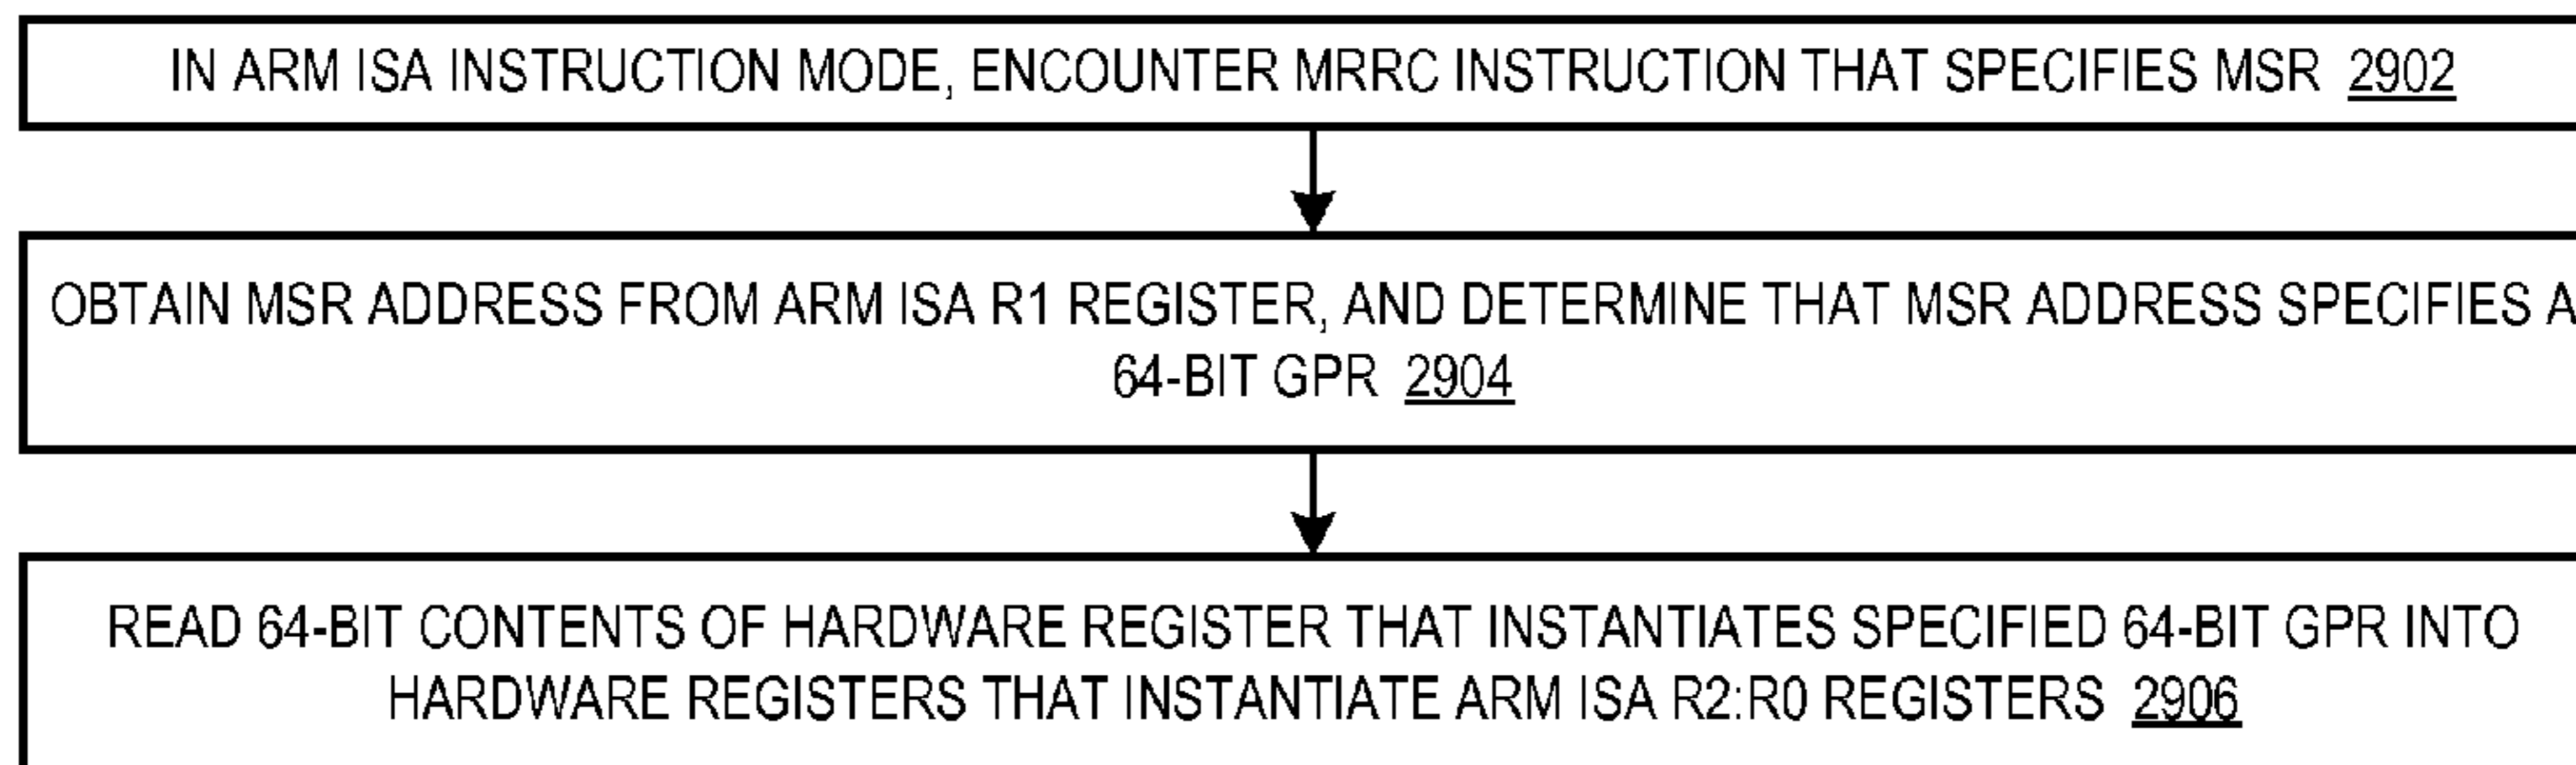 IN ARM ISA INSTRUCTION MODE, ENCOUNTER MRRC INSTRUCTION THAT SPECIFIES MSR 2902
OBTAIN MSR ADDRESS FROM ARM ISA R1 REGISTER, AND DETERMINE THAT MSR ADDRESS SPECIFIES A
64-BIT GPR 2904
READ 64-BIT CONTENTS OF HARDWARE REGISTER THAT INSTANTIATES SPECIFIED 64-BIT GPR INTO
HARDWARE REGISTERS THAT INSTANTIATE ARM ISA R2:R0 REGISTERS 2906